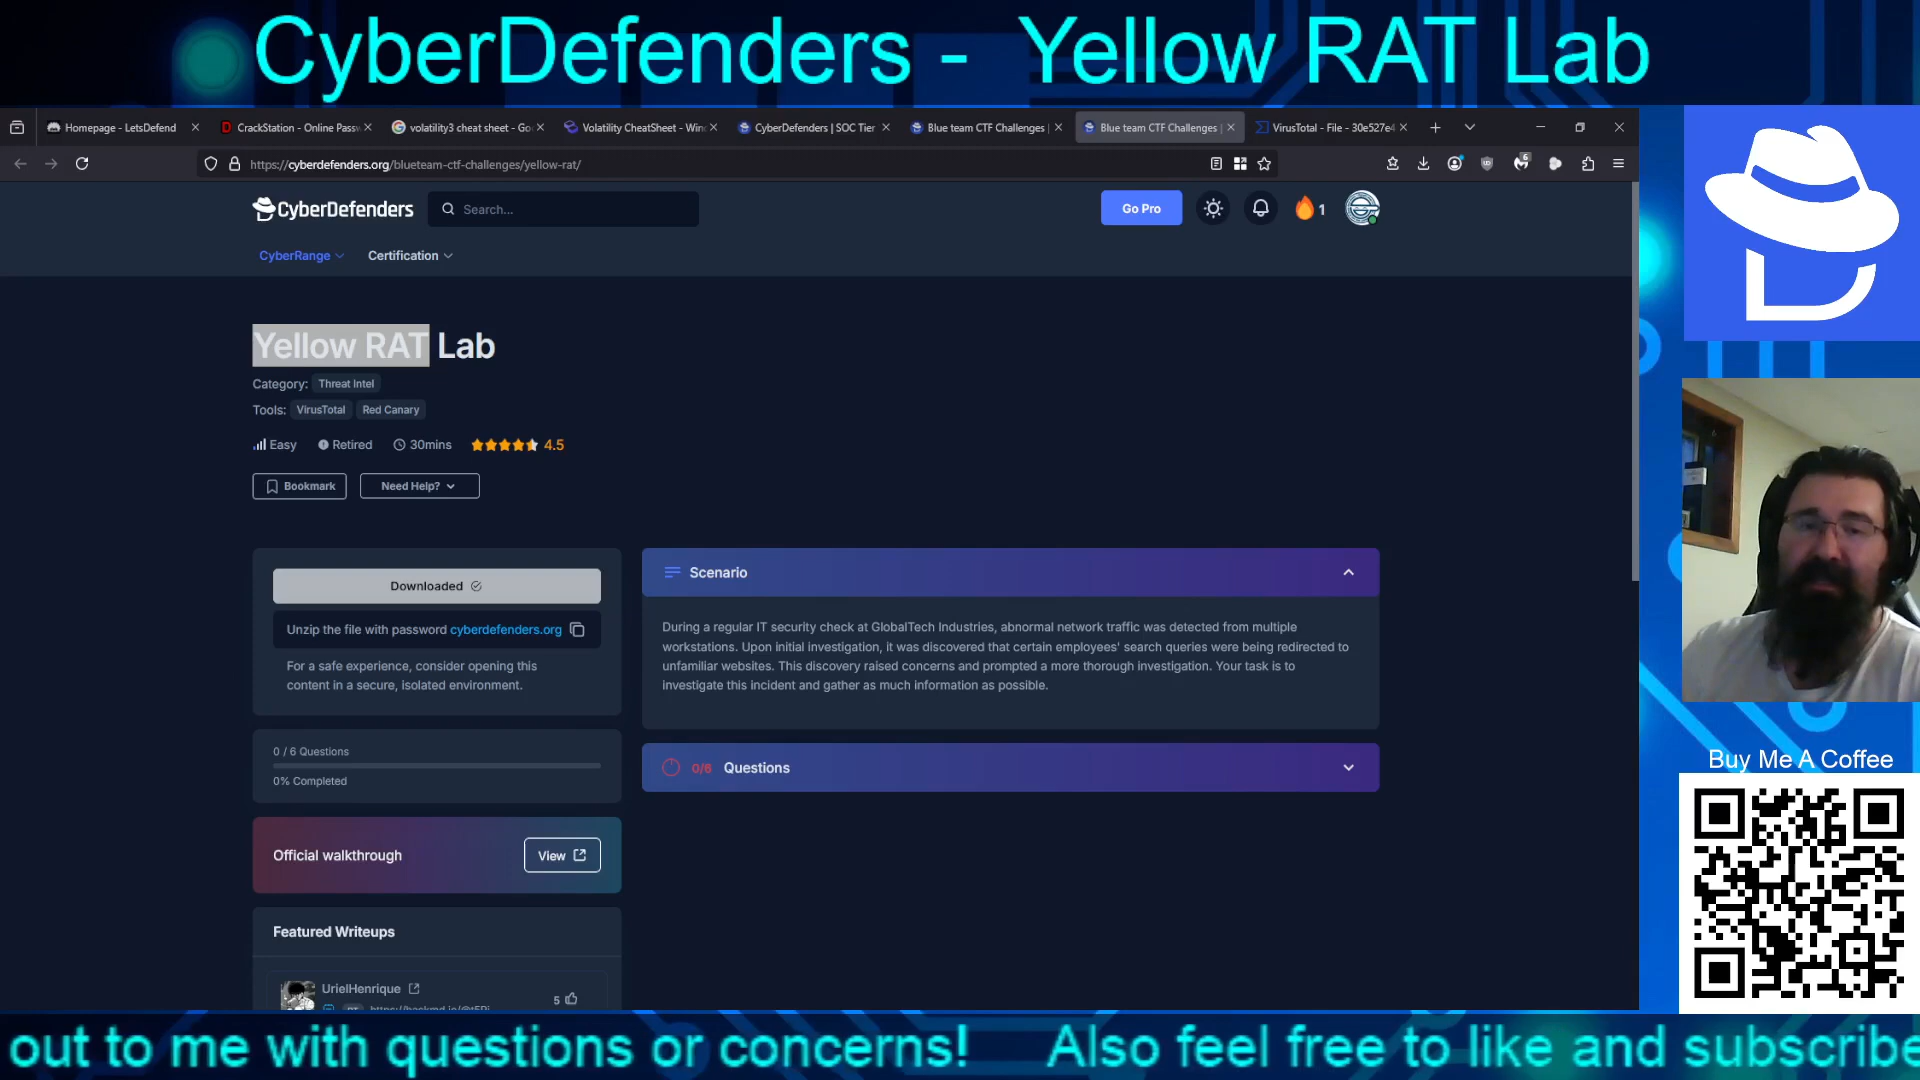 CyberDefenders - Yellow RAT Lab
Homepage - LetsDefend
CrackStation - Online Passw
volatility3 cheat sheet - Go
Volatility CheatSheet - Wind
CyberDefenders | SOC Tier
Blue team CTF Challenges |
Blue team CTF Challenges |
VirusTotal - File - 30e527e4
https://cyberdefenders.org/blueteam-ctf-challenges/yellow-rat/
CyberDefenders
Search...
Go Pro
1
CyberRange
Certification
Yellow RAT Lab
Category: Threat Intel
Tools: VirusTotal Red Canary
Easy Retired 30mins 4.5
Bookmark
Need Help?
Downloaded
Unzip the file with password cyberdefenders.org
For a safe experience, consider opening this
content in a secure, isolated environment.
0 / 6 Questions
0% Completed
Official walkthrough
View
Featured Writeups
UrielHenrique
5
Scenario
During a regular IT security check at GlobalTech Industries, abnormal network traffic was detected from multiple
workstations. Upon initial investigation, it was discovered that certain employees' search queries were being redirected to
unfamiliar websites. This discovery raised concerns and prompted a more thorough investigation. Your task is to
investigate this incident and gather as much information as possible.
0/6 Questions
Buy Me A Coffee
out to me with questions or concerns! Also feel free to like and subscribe